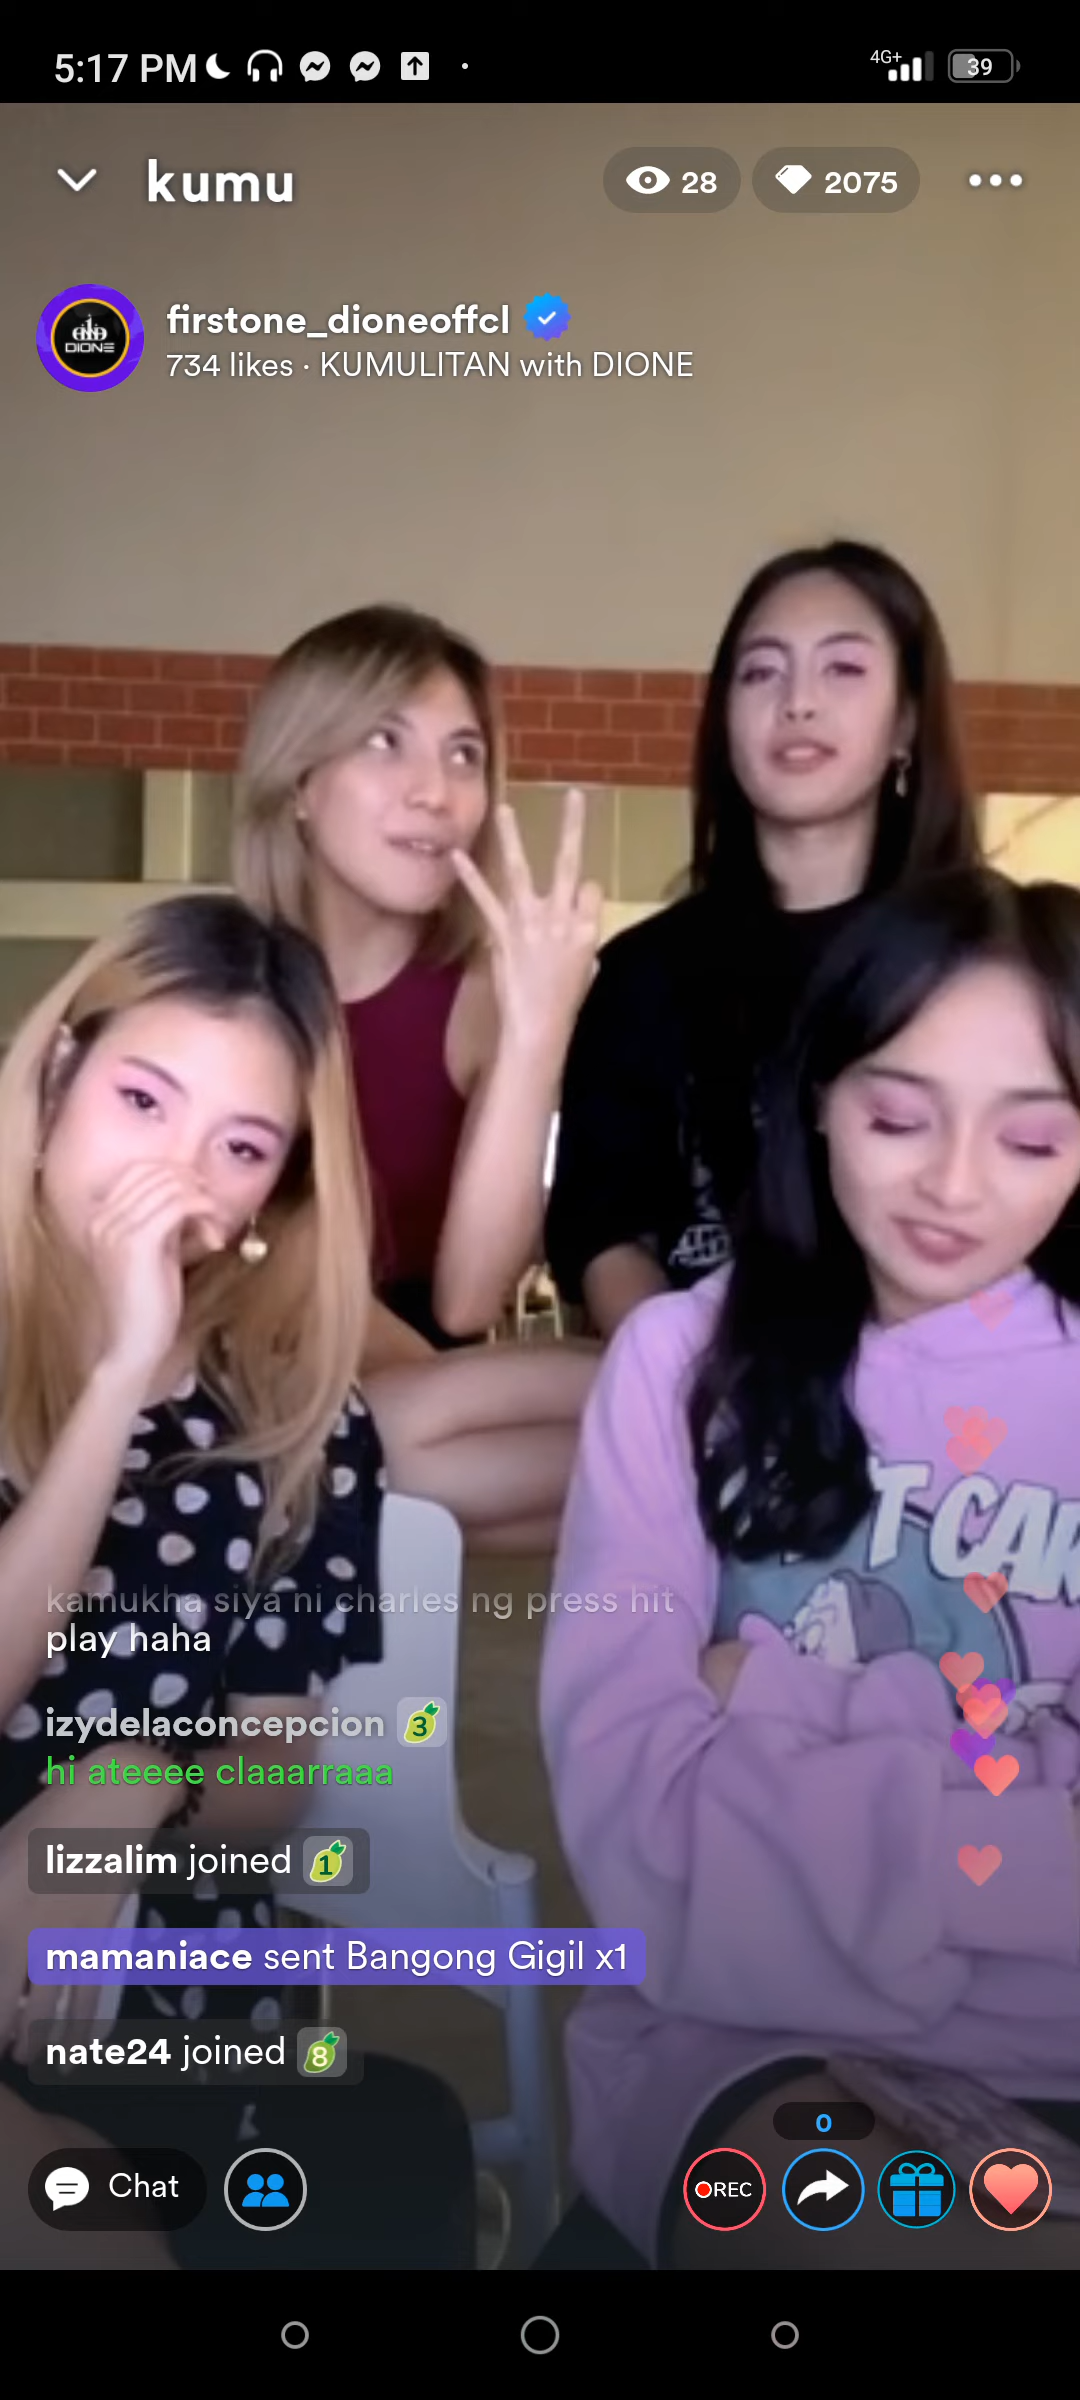 5:17 PM
4G+
39
kumu
28
2075
DIONE
firstone_dioneoffcl
734 likes · KUMULITAN with DIONE
T CAR
kamukha siya ni charles ng press hit
play haha
izydelaconcepcion 3
hi ateeee claaarraaa
lizzalim joined 1
mamaniace sent Bangong Gigil x1
nate24 joined 8
0
Chat
REC